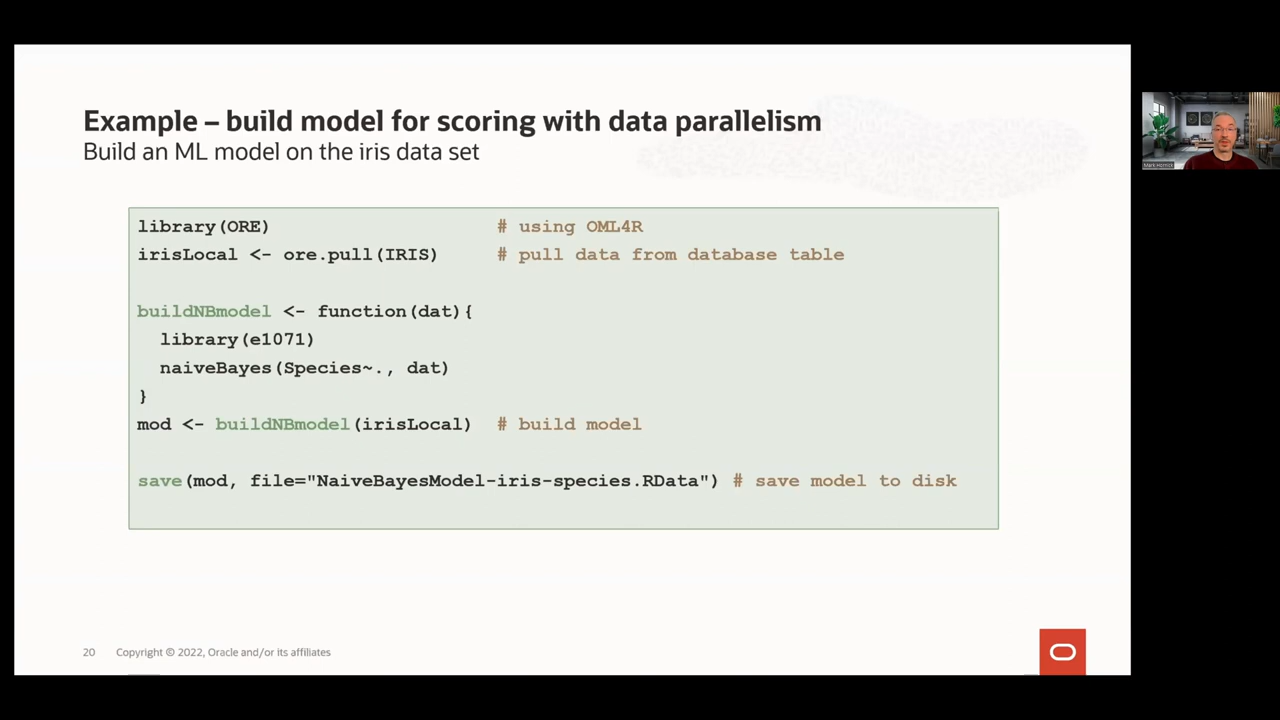 Example – build model for scoring with data parallelism
Build an ML model on the iris data set
library(ORE) # using OML4R
irisLocal <- ore.pull(IRIS) # pull data from database table
buildNBmodel <- function(dat){
library(e1071)
naiveBayes(Species~., dat)
}
mod <- buildNBmodel(irisLocal) # build model
save(mod, file="NaiveBayesModel-iris-species.RData") # save model to disk
20 Copyright © 2022, Oracle and/or its affiliates
Mark Hornick